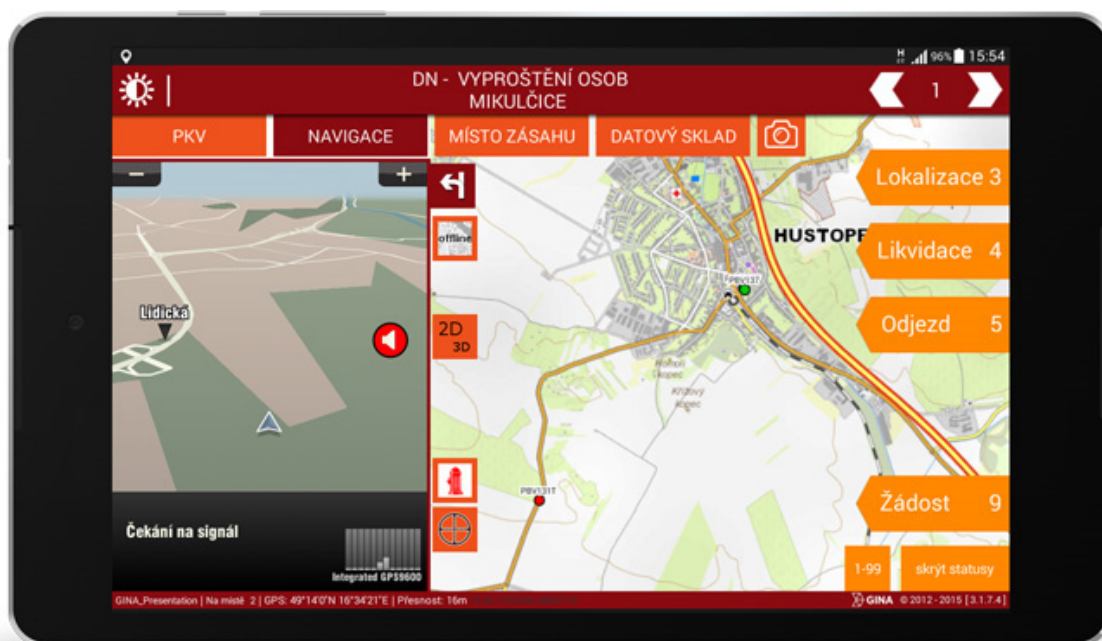 H 96% 15:54
DN - VYPROŠTĚNÍ OSOB
MIKULČICE
1
PKV NAVIGACE MÍSTO ZÁSAHU DATOVÝ SKLAD
− +
offline
Lokalizace 3
HUSTOPE
Likvidace 4
PBV137
Lidická
2D
3D
Odjezd 5
Křížový
kopec
PBV131T
Žádost 9
Čekání na signál
Integrated GPS9600
1-99 skrýt statusy
GINA_Presentation | Na místě 2 | GPS: 49°14'0"N 16°34'21"E | Přesnost: 16m
GINA © 2012 - 2015 [ 3.1.7.4 ]